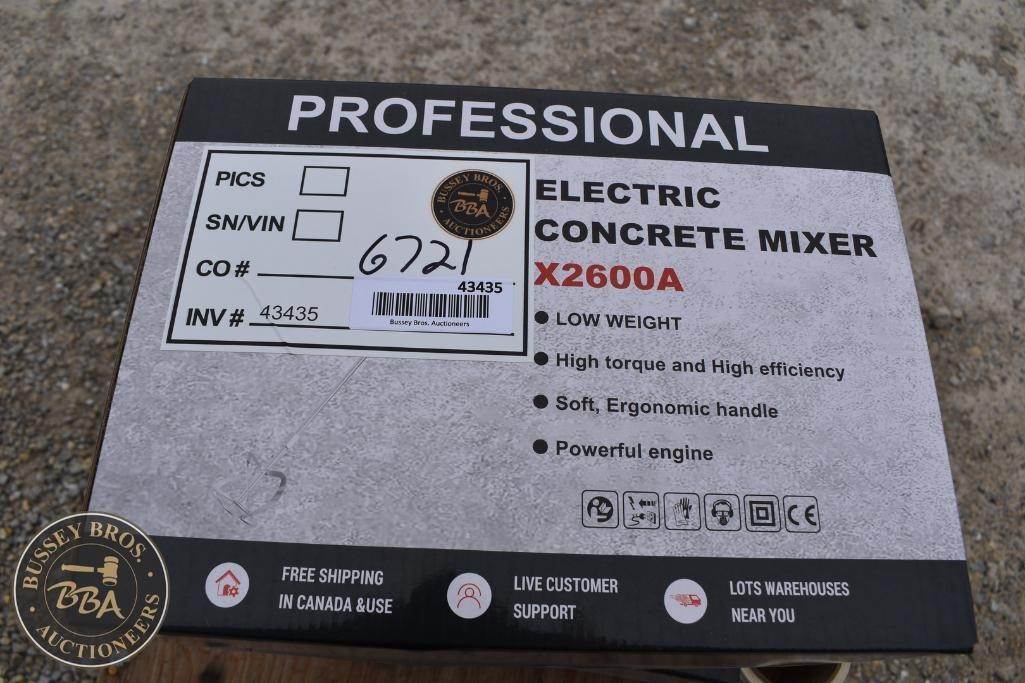 PROFESSIONAL
PICS
SN/VIN
CO #
6721
INV # 43435
43435
Bussey Bros. Auctioneers
BUSSEY BROS.
BBA
AUCTIONEERS
ELECTRIC
CONCRETE MIXER
X2600A
● LOW WEIGHT
● High torque and High efficiency
● Soft, Ergonomic handle
● Powerful engine
CE
FREE SHIPPING
IN CANADA &USE
LIVE CUSTOMER
SUPPORT
LOTS WAREHOUSES
NEAR YOU
BUSSEY BROS.
BBA
AUCTIONEERS